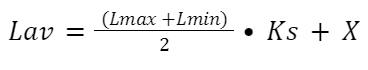 Lav = (Lmax +Lmin) / 2 • Ks + X